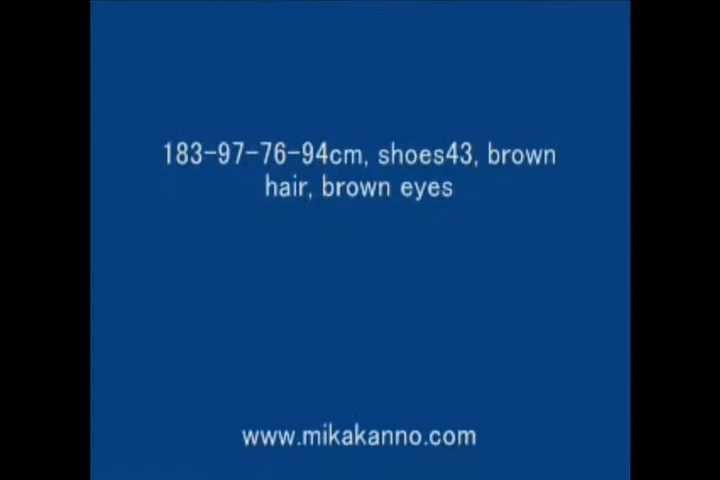 183-97-76-94cm, shoes43, brown
hair, brown eyes
www.mikakanno.com